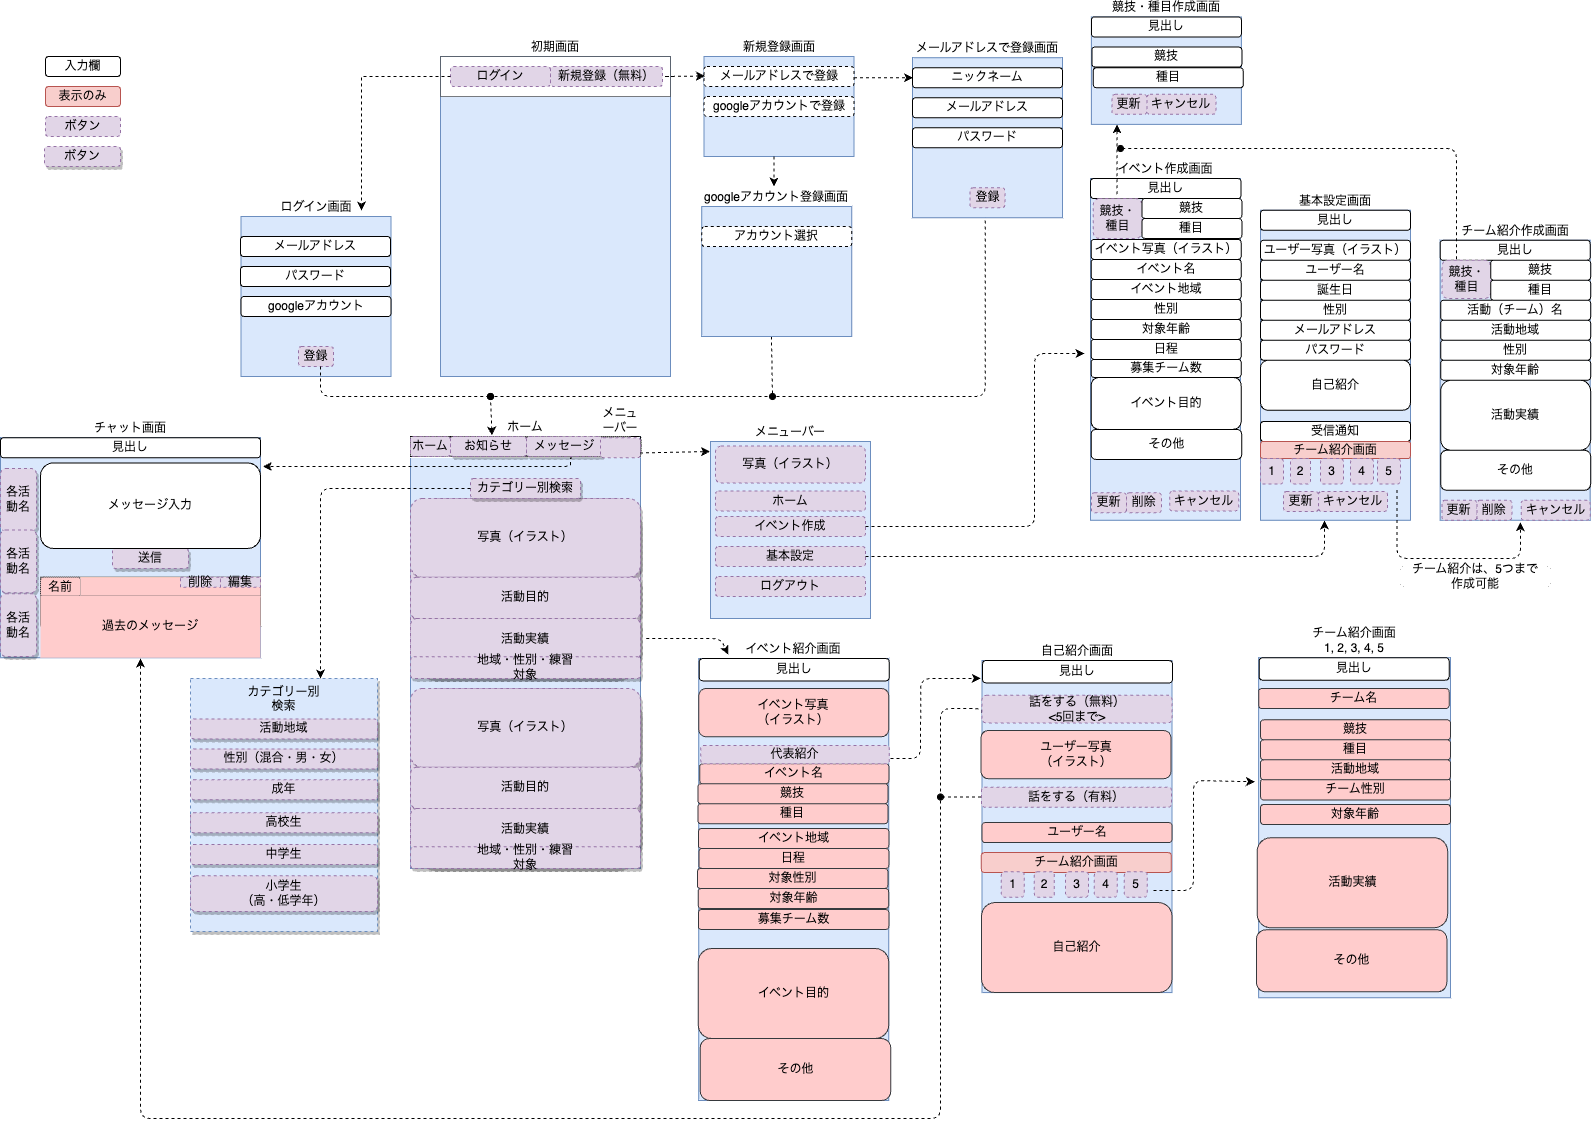 入力欄
表示のみ
ボタン
ボタン
初期画面
ログイン
新規登録（無料）
新規登録画面
メールアドレスで登録
googleアカウントで登録
メールアドレスで登録画面
ニックネーム
メールアドレス
パスワード
登録
googleアカウント登録画面
アカウント選択
ログイン画面
メールアドレス
パスワード
googleアカウント
登録
競技・種目作成画面
見出し
競技
種目
更新
キャンセル
イベント作成画面
見出し
競技・
種目
競技
種目
イベント写真（イラスト）
イベント名
イベント地域
性別
対象年齢
日程
募集チーム数
イベント目的
その他
更新
削除
キャンセル
基本設定画面
見出し
ユーザー写真（イラスト）
ユーザー名
誕生日
性別
メールアドレス
パスワード
自己紹介
受信通知
チーム紹介画面
1
2
3
4
5
更新
キャンセル
チーム紹介作成画面
見出し
競技・
種目
競技
種目
活動（チーム）名
活動地域
性別
対象年齢
活動実績
その他
更新
削除
キャンセル
チーム紹介は、5つまで
作成可能
チャット画面
見出し
各活
動名
各活
動名
各活
動名
メッセージ入力
送信
名前
削除
編集
過去のメッセージ
ホーム
メニュ
ーバー
ホーム
お知らせ
メッセージ
カテゴリー別検索
写真（イラスト）
活動目的
活動実績
地域・性別・練習
対象
写真（イラスト）
活動目的
活動実績
地域・性別・練習
対象
メニューバー
写真（イラスト）
ホーム
イベント作成
基本設定
ログアウト
カテゴリー別
検索
活動地域
性別（混合・男・女）
成年
高校生
中学生
小学生
（高・低学年）
イベント紹介画面
見出し
イベント写真
（イラスト）
代表紹介
イベント名
競技
種目
イベント地域
日程
対象性別
対象年齢
募集チーム数
イベント目的
その他
自己紹介画面
見出し
話をする（無料）
<5回まで>
ユーザー写真
（イラスト）
話をする（有料）
ユーザー名
チーム紹介画面
1
2
3
4
5
自己紹介
チーム紹介画面
1, 2, 3, 4, 5
見出し
チーム名
競技
種目
活動地域
チーム性別
対象年齢
活動実績
その他